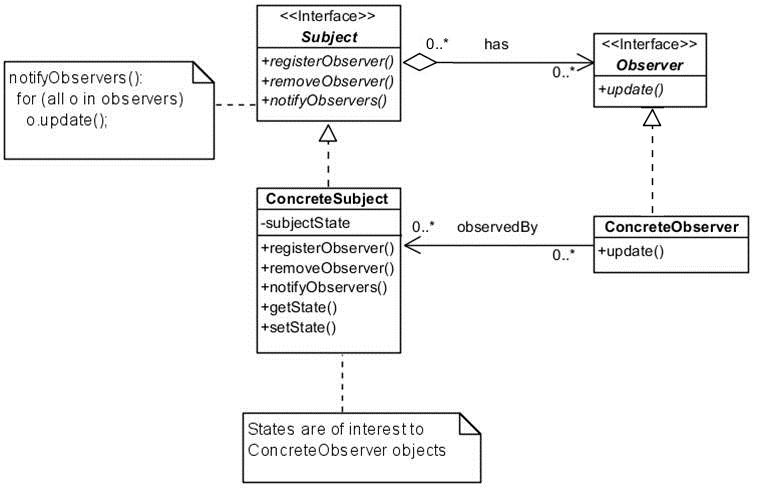 <<Interface>>
Subject
+registerObserver()
+removeObserver()
+notifyObservers()
0..*
has
0..*
<<Interface>>
Observer
+update()
notifyObservers():
for (all o in observers)
o.update();
ConcreteSubject
-subjectState
+registerObserver()
+removeObserver()
+notifyObservers()
+getState()
+setState()
0..*
observedBy
0..*
ConcreteObserver
+update()
States are of interest to
ConcreteObserver objects